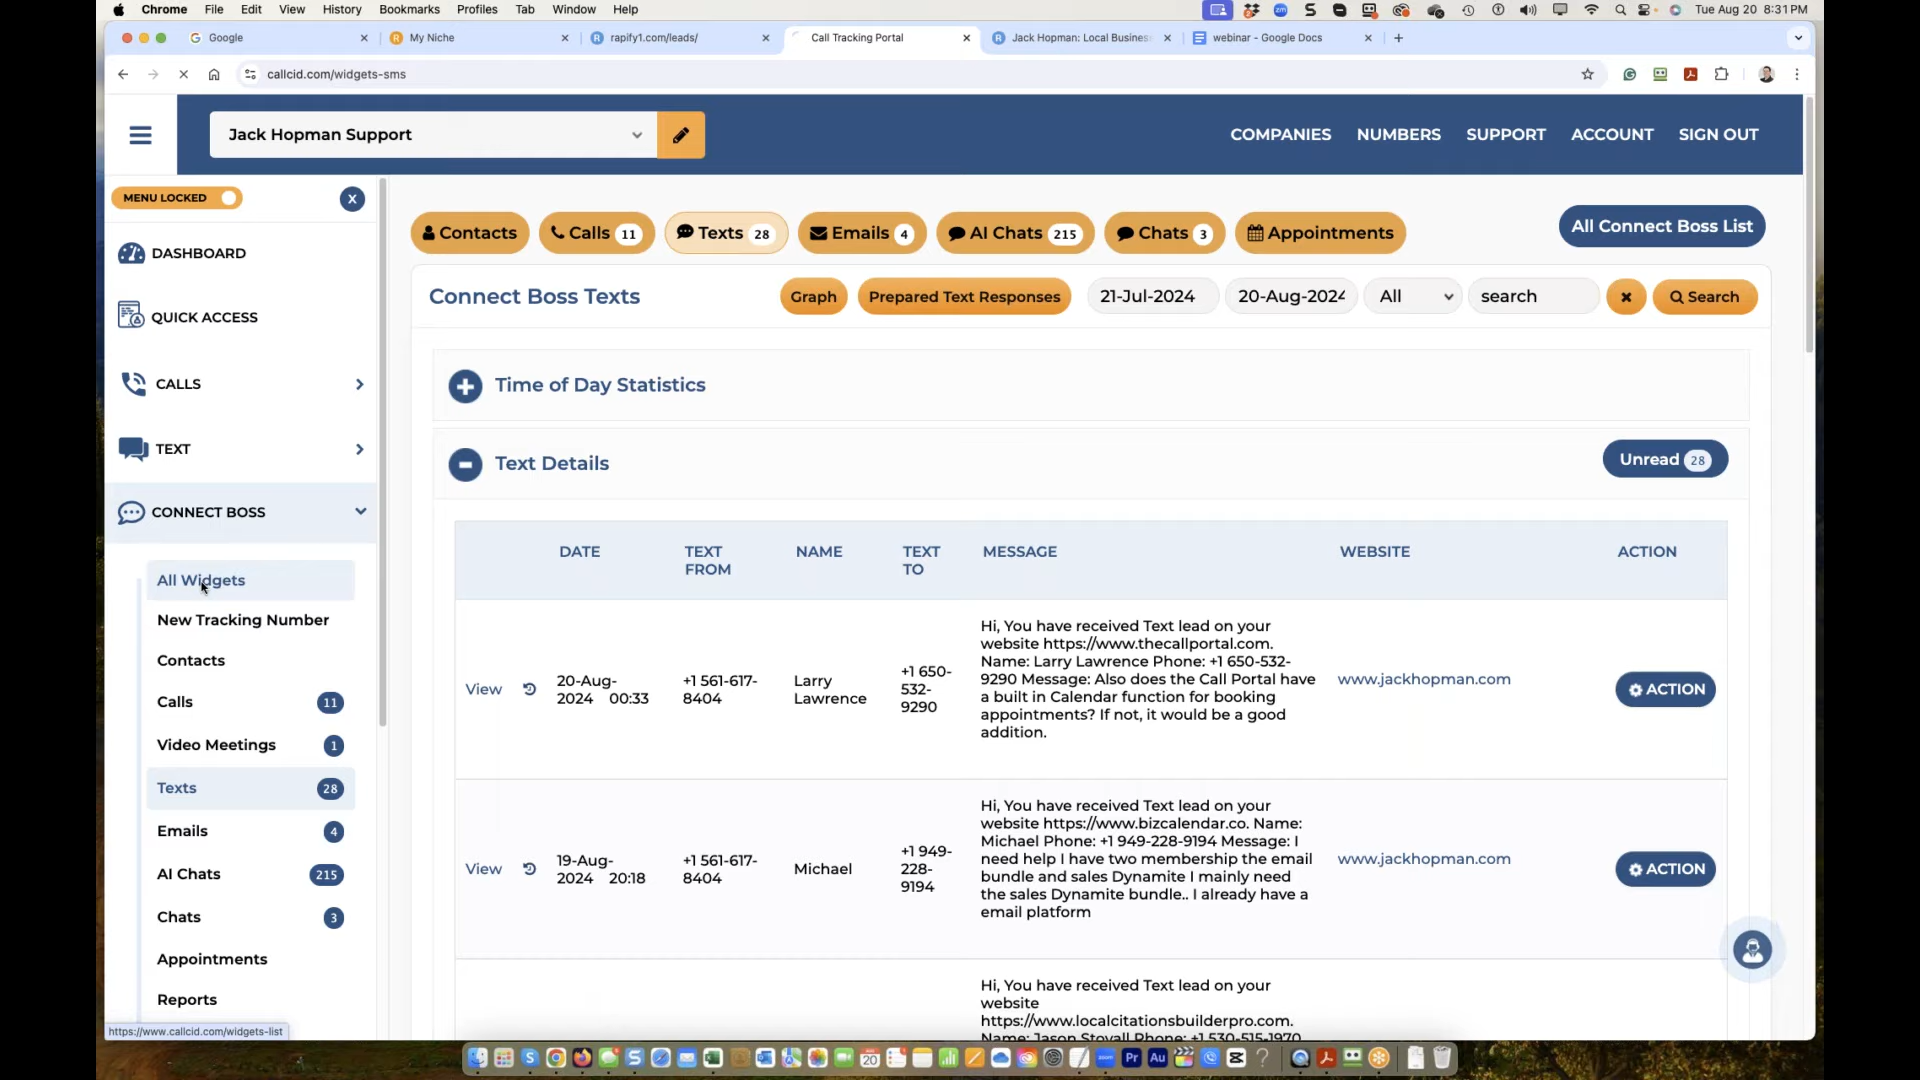 Chrome File Edit View History Bookmarks Profiles Tab Window Help Tue Aug 20 8:31PM
Google My Niche rapify1.com/leads/ Call Tracking Portal Jack Hopman: Local Busines webinar - Google Docs
callcid.com/widgets-sms
Jack Hopman Support
COMPANIES NUMBERS SUPPORT ACCOUNT SIGN OUT
MENU LOCKED X
DASHBOARD
QUICK ACCESS
CALLS
TEXT
CONNECT BOSS
All Widgets
New Tracking Number
Contacts
Calls 11
Video Meetings 1
Texts 28
Emails 4
AI Chats 215
Chats 3
Appointments
Reports
https://www.callcid.com/widgets-list
Contacts Calls 11 Texts 28 Emails 4 AI Chats 215 Chats 3 Appointments All Connect Boss List
Connect Boss Texts Graph Prepared Text Responses 21-Jul-2024 20-Aug-2024 All search Search
Time of Day Statistics
Text Details Unread 28
DATE TEXT FROM NAME TEXT TO MESSAGE WEBSITE ACTION
View
20-Aug-
2024 00:33
+1 561-617-
8404
Larry
Lawrence
+1 650-
532-
9290
Hi, You have received Text lead on your
website https://www.thecallportal.com.
Name: Larry Lawrence Phone: +1 650-532-
9290 Message: Also does the Call Portal have
a built in Calendar function for booking
appointments? If not, it would be a good
addition.
www.jackhopman.com
ACTION
View
19-Aug-
2024 20:18
+1 561-617-
8404
Michael
+1 949-
228-
9194
Hi, You have received Text lead on your
website https://www.bizcalendar.co. Name:
Michael Phone: +1 949-228-9194 Message: I
need help I have two membership the email
bundle and sales Dynamite I mainly need
the sales Dynamite bundle.. I already have a
email platform
www.jackhopman.com
ACTION
Hi, You have received Text lead on your
website
https://www.localcitationsbuilderpro.com.
Name: Jason Stovall Phone: +1 530-515-1970